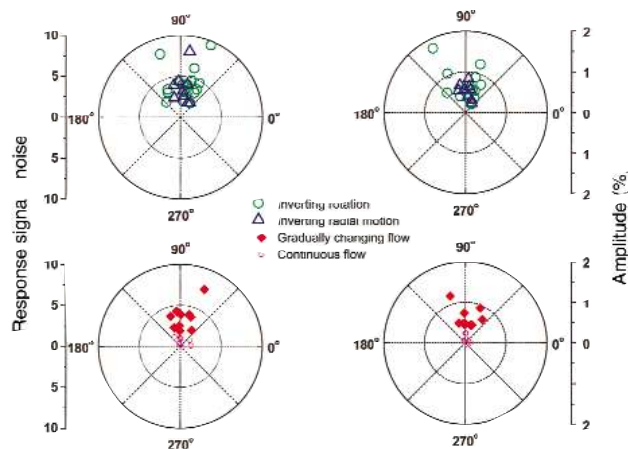 90° 90°
10 2
5 1
0 180° 0° 180° 0° 0
5 1
10 2
270° 270°
Response signa noise
Amplitude (%)
Inverting rotation
Inverting radial motion
Gradually changing flow
Continuous flow
90° 90°
10 2
5 1
0 180° 0° 180° 0° 0
5 1
10 2
270° 270°